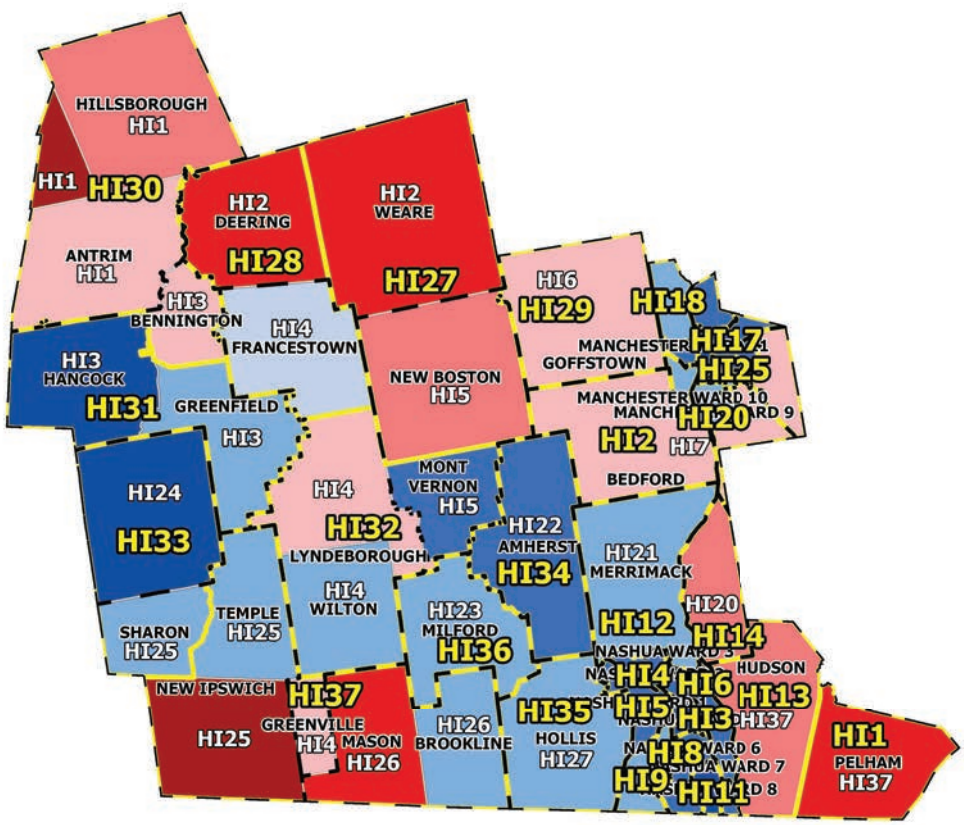 HILLSBOROUGH
HI1
HI1
HI30
HI2
DEERING
HI28
HI2
WEARE
HI27
ANTRIM
HI1
HI3
BENNINGTON
HI4
FRANCESTOWN
HI6
HI29
HI18
HI17
MANCHESTER
1
GOFFSTOWN
HI25
HI3
HANCOCK
HI31
GREENFIELD
HI3
NEW BOSTON
HI5
MANCHESTER WARD 10
HI20
WARD 9
HI2
HI7
BEDFORD
HI24
HI33
HI4
HI32
LYNDEBOROUGH
MONT
VERNON
HI5
HI22
AMHERST
HI34
HI21
MERRIMACK
HI12
HI20
HI14
SHARON
HI25
TEMPLE
HI25
HI4
WILTON
HI23
MILFORD
HI36
NASHUA WARD
HI4
HI6
HUDSON
HI13
HI37
NEW IPSWICH
HI25
HI37
GREENVILLE
HI4
MASON
HI26
HI26
BROOKLINE
HI35
HOLLIS
HI27
HI5
HI3
WARD 6
HI8
WARD 7
HI9
HI11
8
HI1
PELHAM
HI37